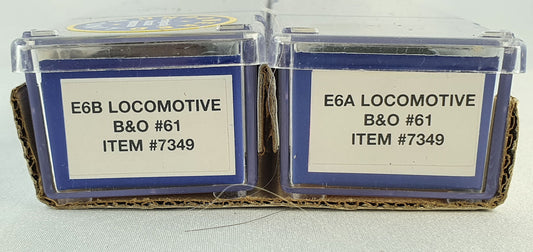 E6B LOCOMOTIVE
B&O #61
ITEM #7349
E6A LOCOMOTIVE
B&O #61
ITEM #7349